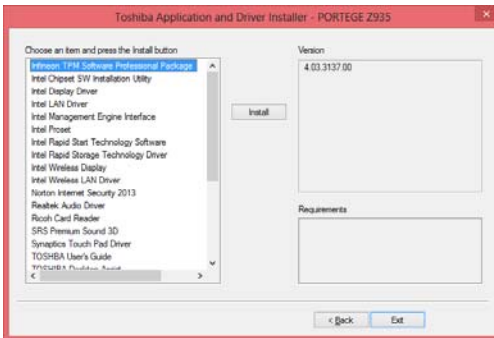 Toshiba Application and Driver Installer - PORTEGE Z935
Choose an item and press the Install button
Infineon TPM Software Professional Package
Intel Chipset SW Installation Utility
Intel Display Driver
Intel LAN Driver
Intel Management Engine Interface
Intel Proset
Intel Rapid Start Technology Software
Intel Rapid Storage Technology Driver
Intel Wireless Display
Intel Wireless LAN Driver
Norton Internet Security 2013
Realtek Audio Driver
Ricoh Card Reader
SRS Premium Sound 3D
Synaptics Touch Pad Driver
TOSHIBA User's Guide
TOSHIBA Desktop Assist
Install
Version
4.03.3137.00
Requirements
< Back
Exit